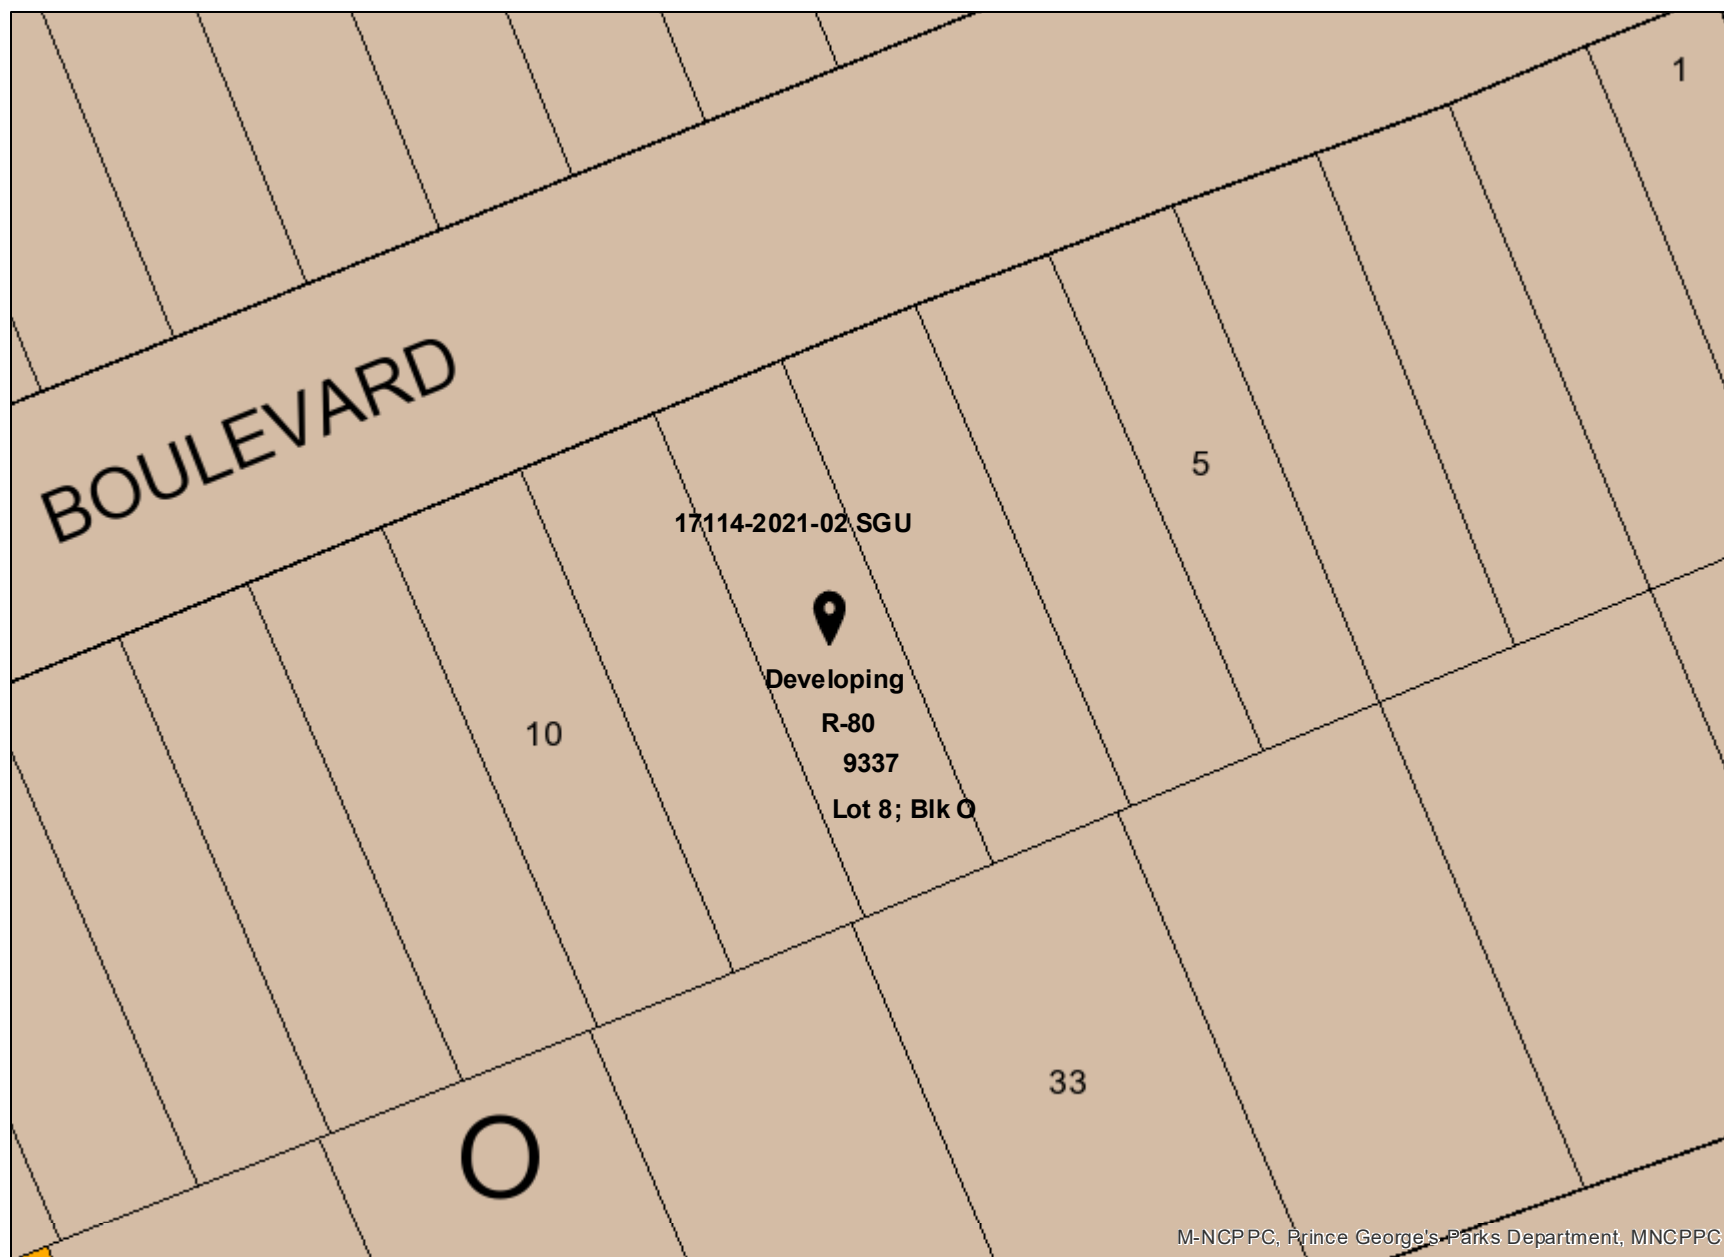 1
BOULEVARD
5
17114-2021-02 SGU
Developing
R-80
10
9337
Lot 8; Blk O
33
O
M-NCPPC, Prince George's Parks Department, MNCPPC